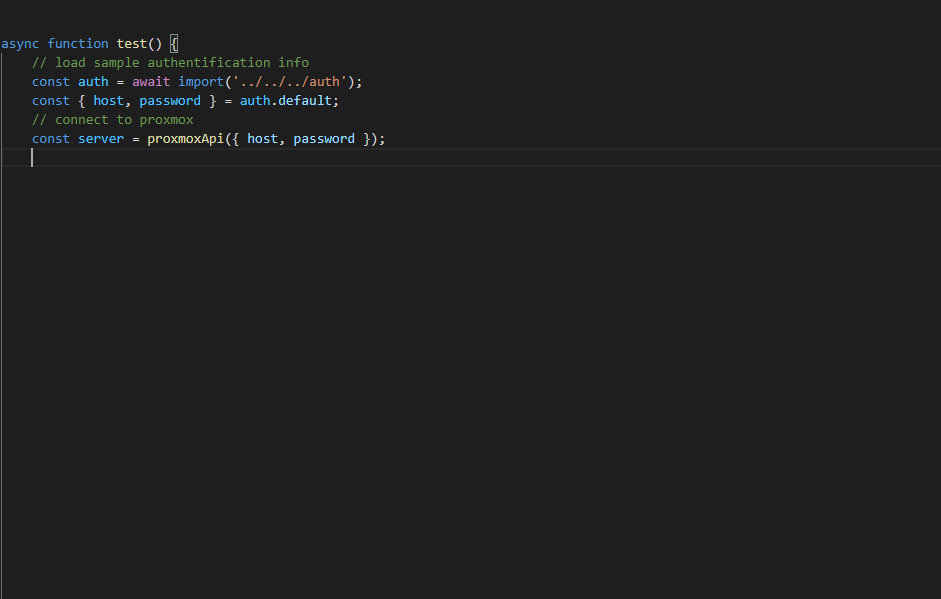 async function test() {
// load sample authentification info
const auth = await import('../../../auth');
const { host, password } = auth.default;
// connect to proxmox
const server = proxmoxApi({ host, password });